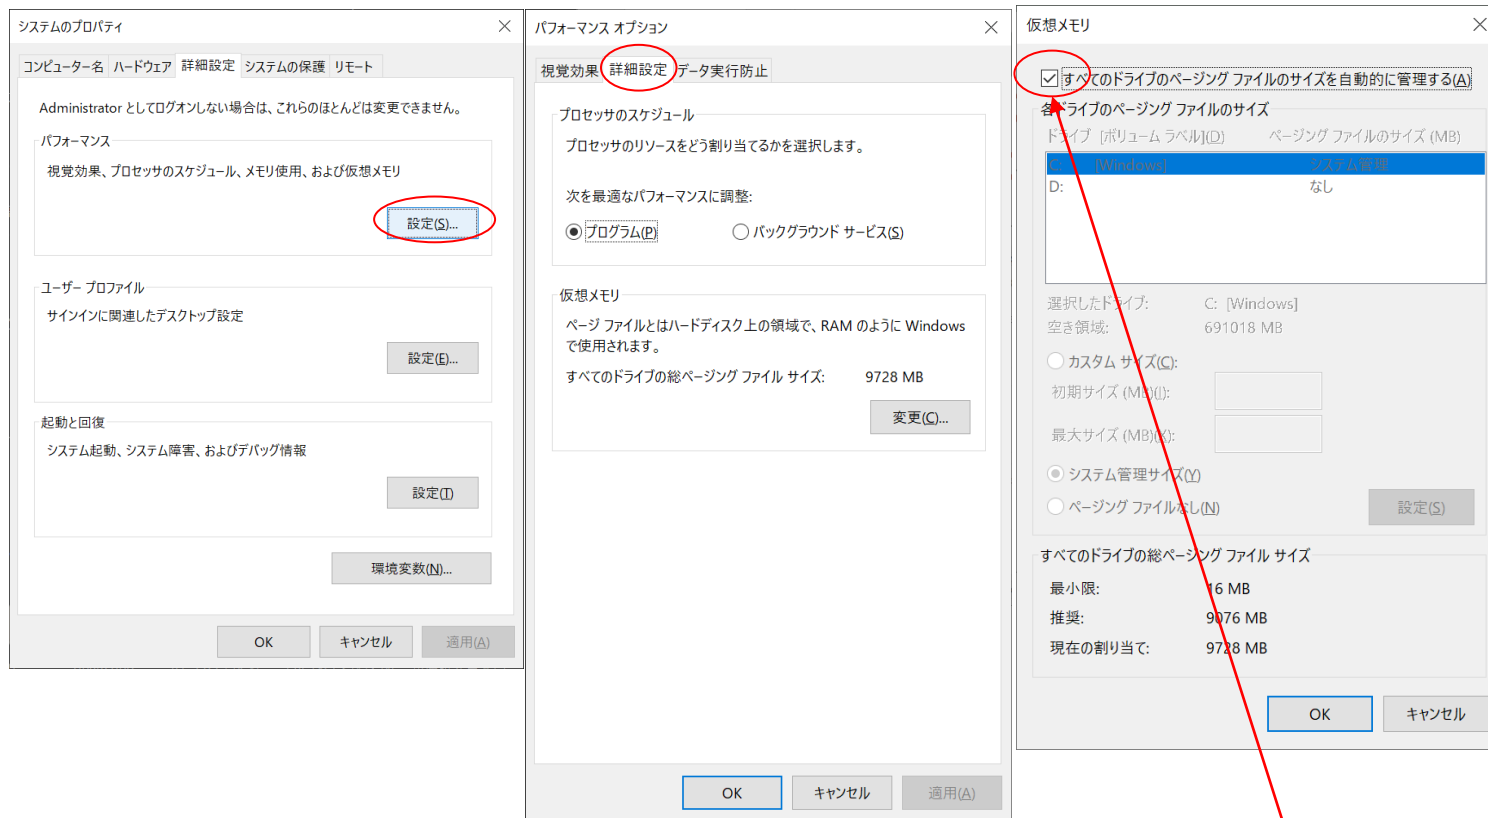 システムのプロパティ
コンピューター名 ハードウェア 詳細設定 システムの保護 リモート
Administrator としてログオンしない場合は、これらのほとんどは変更できません。
パフォーマンス
視覚効果、プロセッサのスケジュール、メモリ使用、および仮想メモリ
設定(S)...
ユーザー プロファイル
サインインに関連したデスクトップ設定
設定(E)...
起動と回復
システム起動、システム障害、およびデバッグ情報
設定(T)
環境変数(N)...
OK キャンセル 適用(A)
パフォーマンス オプション
視覚効果 詳細設定 データ実行防止
プロセッサのスケジュール
プロセッサのリソースをどう割り当てるかを選択します。
次を最適なパフォーマンスに調整:
プログラム(P) バックグラウンド サービス(S)
仮想メモリ
ページ ファイルとはハードディスク上の領域で、RAM のように Windows
で使用されます。
すべてのドライブの総ページング ファイル サイズ: 9728 MB
変更(C)...
OK キャンセル 適用(A)
仮想メモリ
すべてのドライブのページング ファイルのサイズを自動的に管理する(A)
各ドライブのページング ファイルのサイズ
ドライブ [ボリューム ラベル](D) ページング ファイルのサイズ (MB)
C: [Windows] システム管理
D: なし
選択したドライブ: C: [Windows]
空き領域: 691018 MB
カスタム サイズ(C):
初期サイズ (MB)(I):
最大サイズ (MB)(X):
システム管理サイズ(Y)
ページング ファイルなし(N) 設定(S)
すべてのドライブの総ページング ファイル サイズ
最小限: 16 MB
推奨: 9076 MB
現在の割り当て: 9728 MB
OK キャンセル